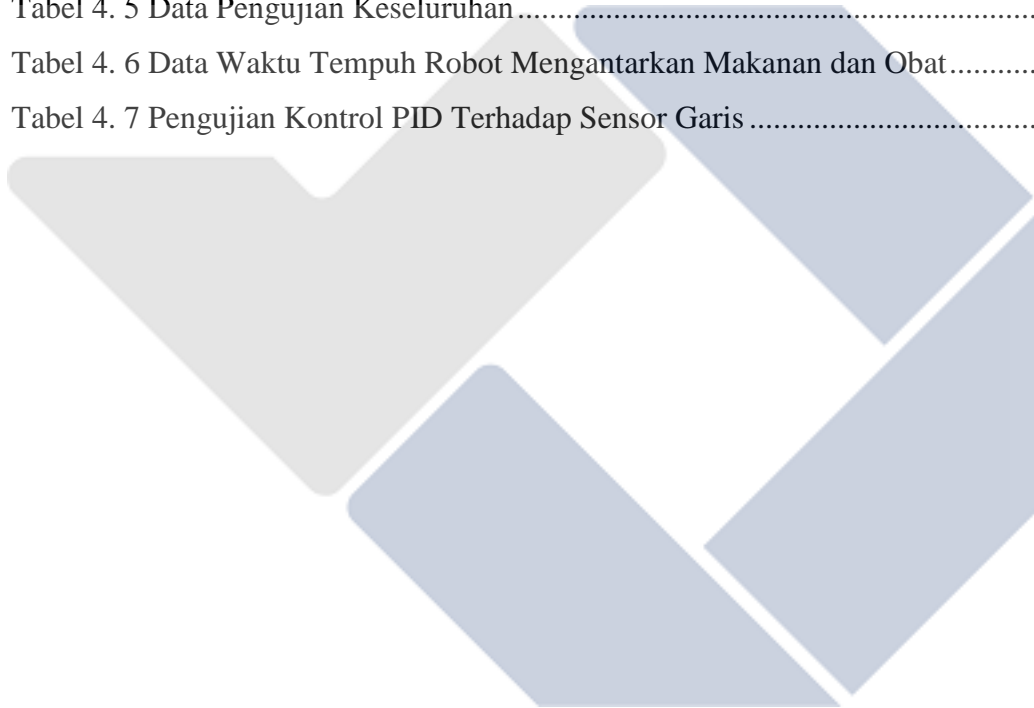 Tabel 4. 5 Data Pengujian Keseluruhan....................................................................
Tabel 4. 6 Data Waktu Tempuh Robot Mengantarkan Makanan dan Obat...........
Tabel 4. 7 Pengujian Kontrol PID Terhadap Sensor Garis....................................